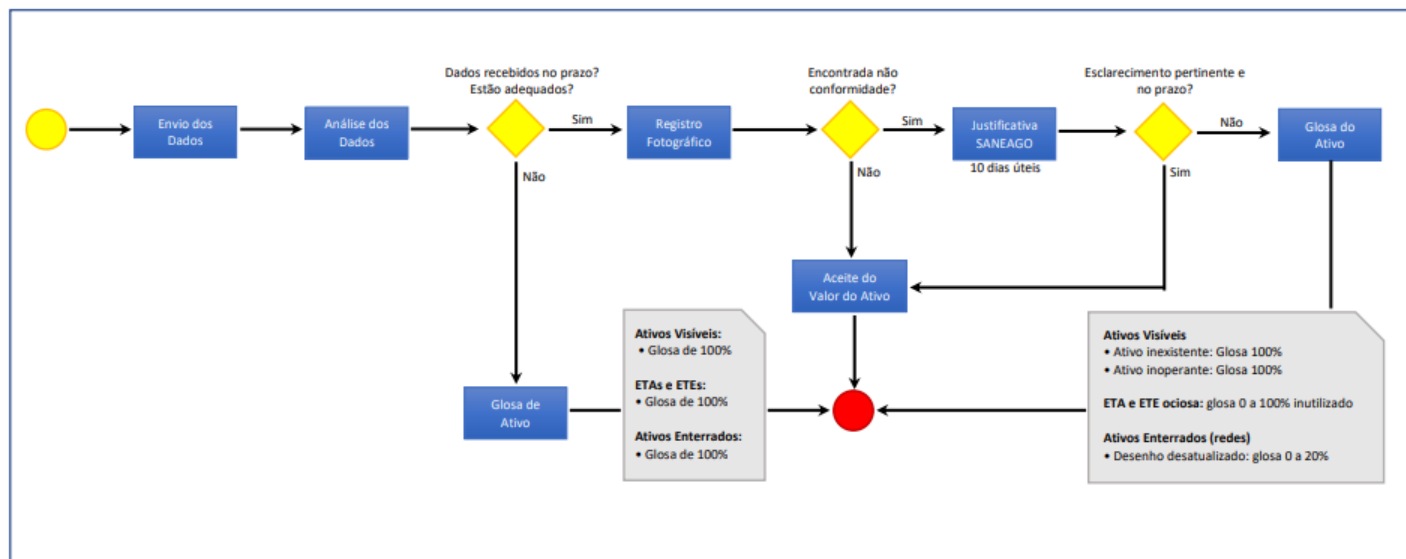 Dados recebidos no prazo?
Estão adequados?
Encontrada não
conformidade?
Esclarecimento pertinente e
no prazo?
Envio dos
Dados
Análise dos
Dados
Sim
Registro
Fotográfico
Sim
Justificativa
SANEAGO
10 dias úteis
Não
Glosa do
Ativo
Não
Não
Sim
Aceite do
Valor do Ativo
Glosa de
Ativo
Ativos Visíveis:
• Glosa de 100%
ETAs e ETEs:
• Glosa de 100%
Ativos Enterrados:
• Glosa de 100%
Ativos Visíveis
• Ativo inexistente: Glosa 100%
• Ativo inoperante: Glosa 100%
ETA e ETE ociosa: glosa 0 a 100% inutilizado
Ativos Enterrados (redes)
• Desenho desatualizado: glosa 0 a 20%